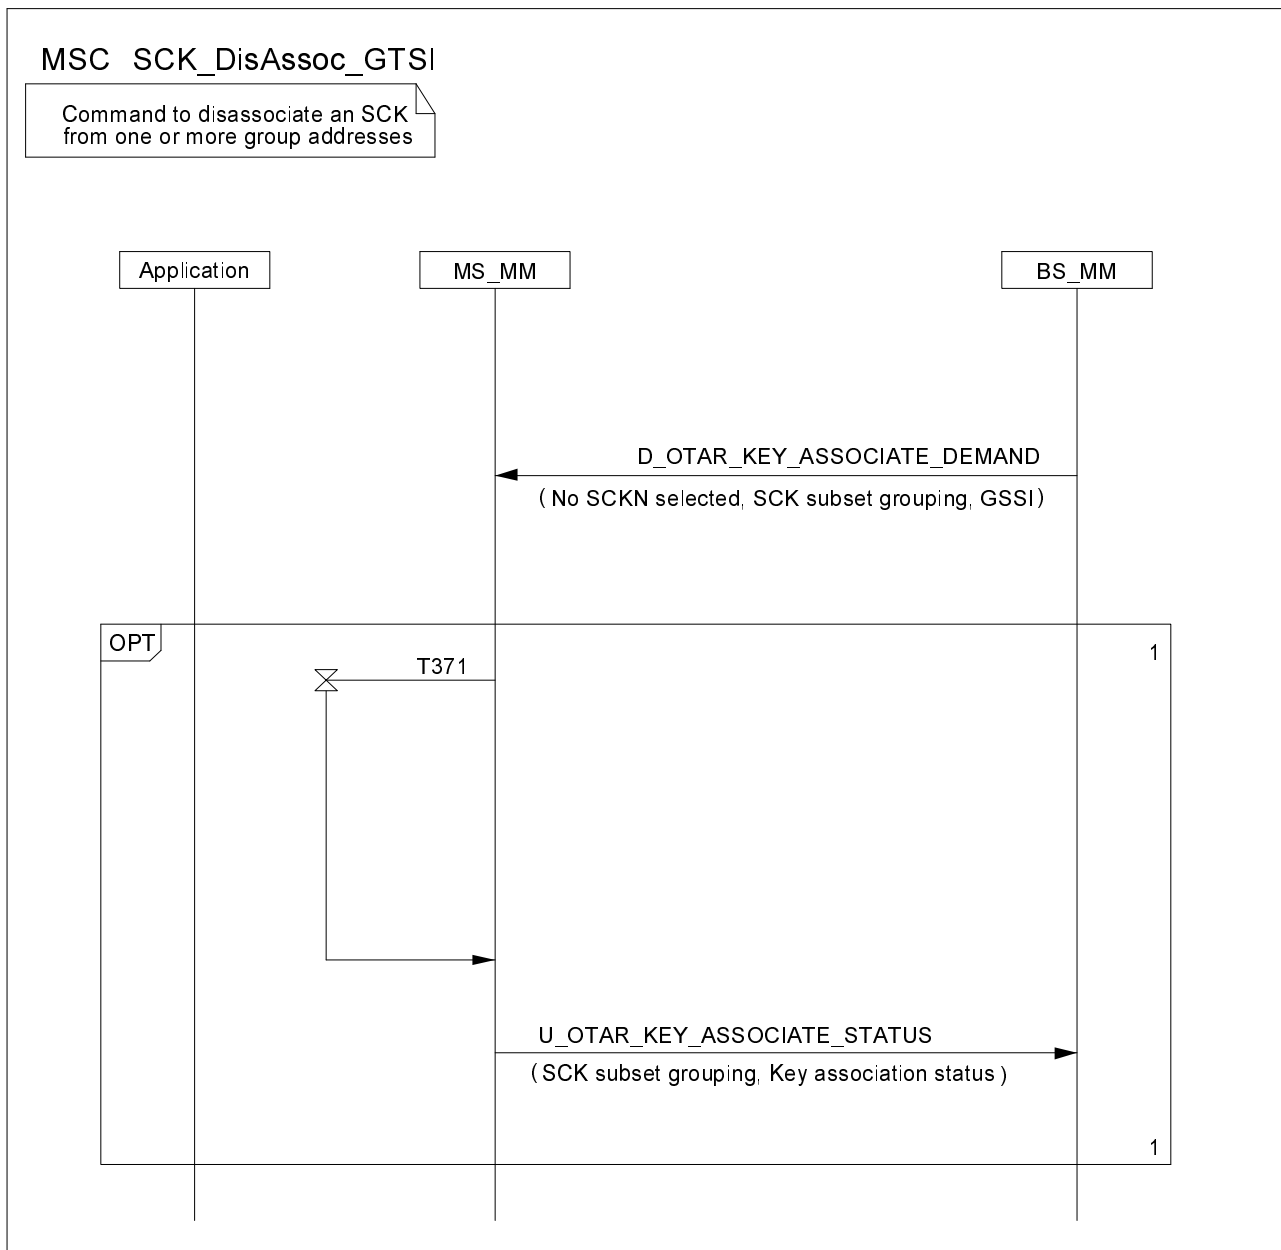 MSC SCK_DisAssoc_GTSI
Command to disassociate an SCK
from one or more group addresses
Application
MS_MM
BS_MM
D_OTAR_KEY_ASSOCIATE_DEMAND
(No SCKN selected, SCK subset grouping, GSSI)
OPT
1
T371
U_OTAR_KEY_ASSOCIATE_STATUS
(SCK subset grouping, Key association status)
1